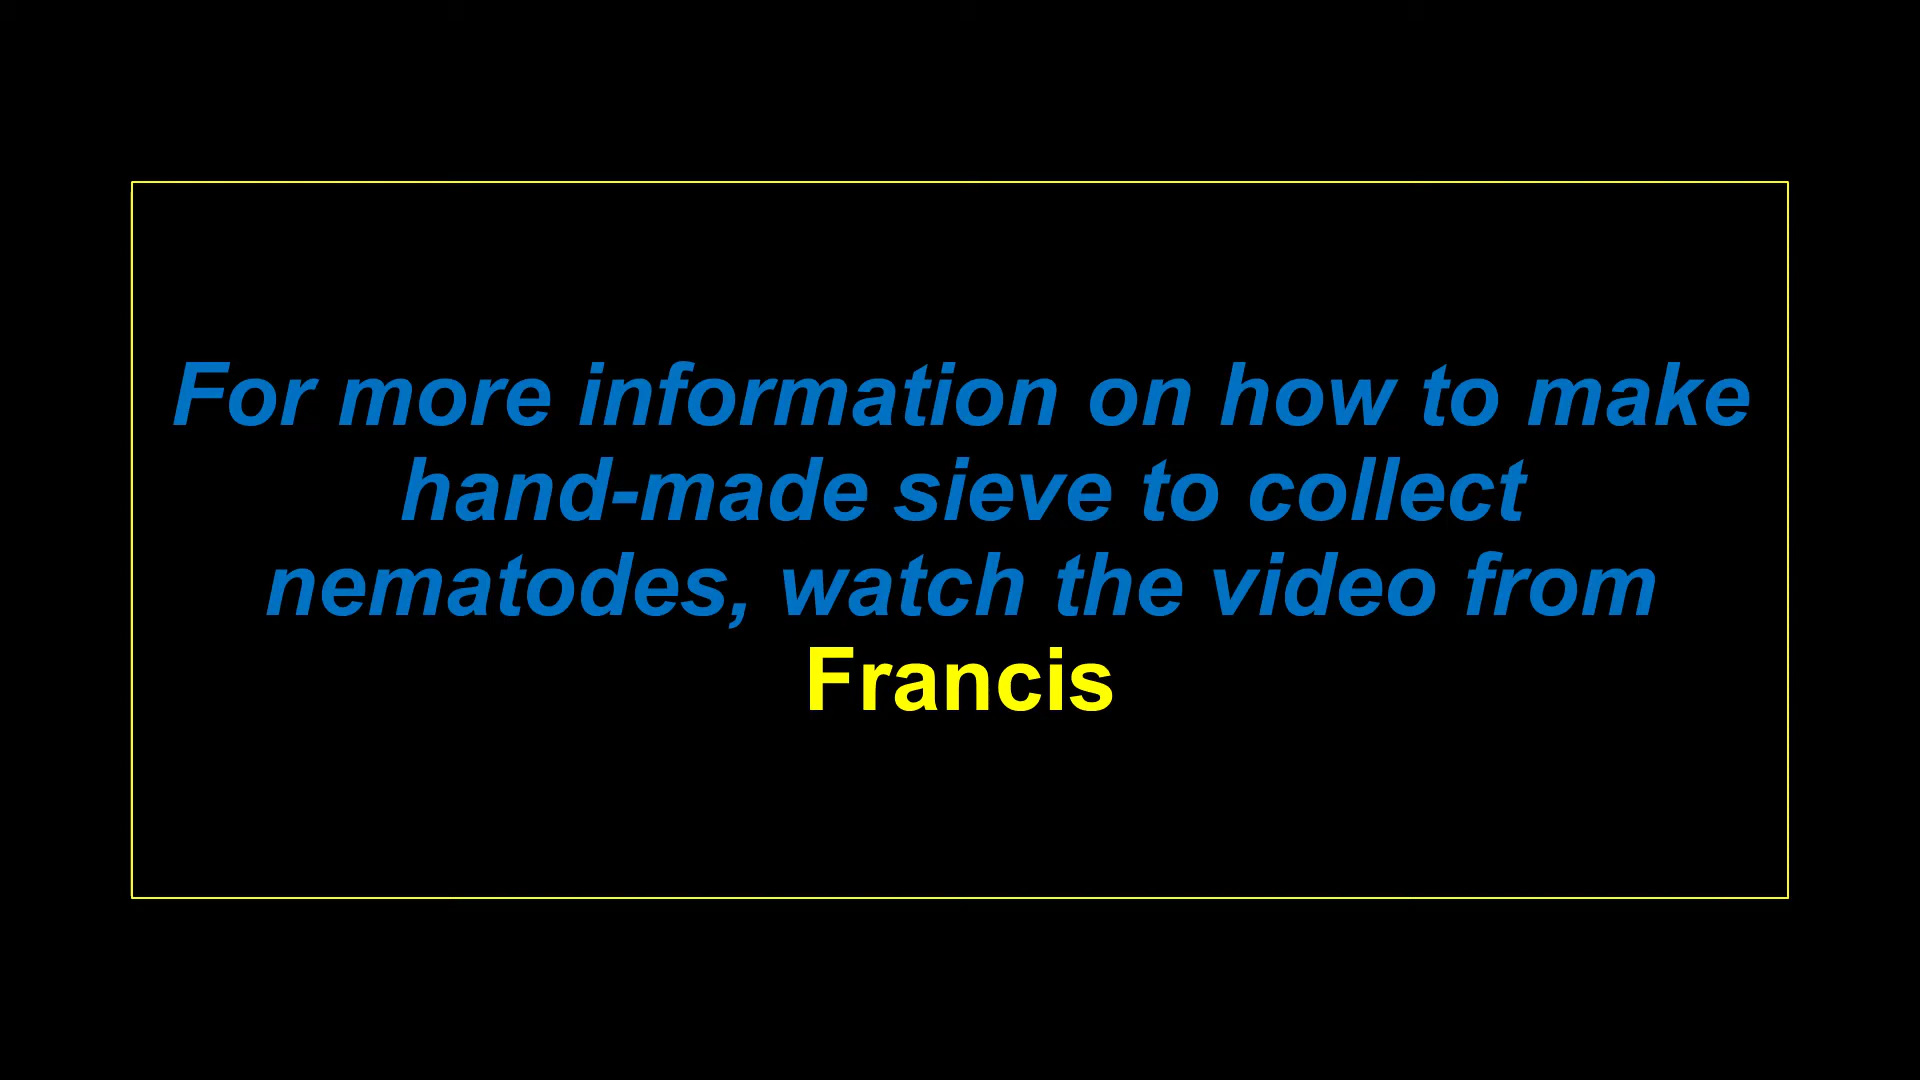 For more information on how to make
hand-made sieve to collect
nematodes, watch the video from
Francis